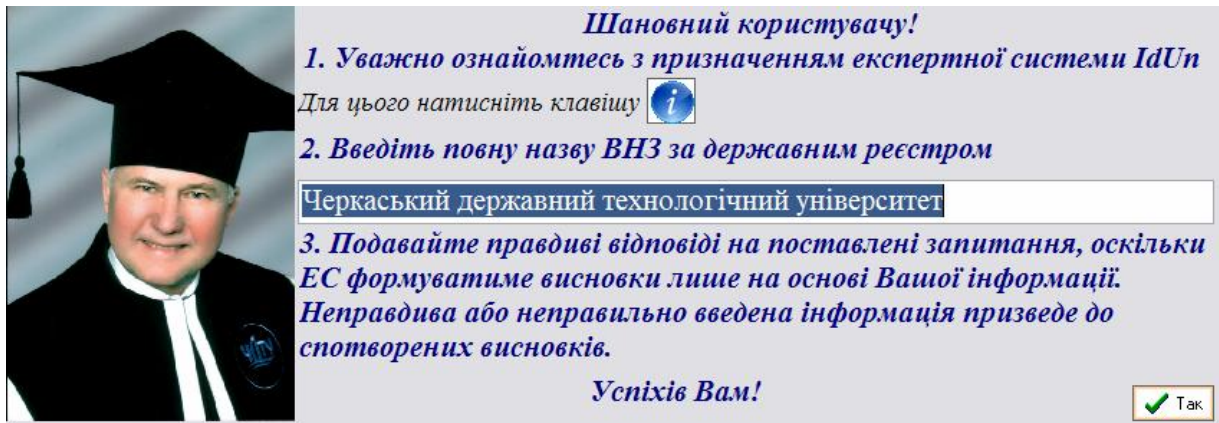 Шановний користувачу!
1. Уважно ознайомтесь з призначенням експертної системи IdUn
Для цього натисніть клавішу i
2. Введіть повну назву ВНЗ за державним реєстром
Черкаський державний технологічний університет
3. Подавайте правдиві відповіді на поставлені запитання, оскільки
ЕС формуватиме висновки лише на основі Вашої інформації.
Неправдива або неправильно введена інформація призведе до
спотворених висновків.
Успіхів Вам!
Так